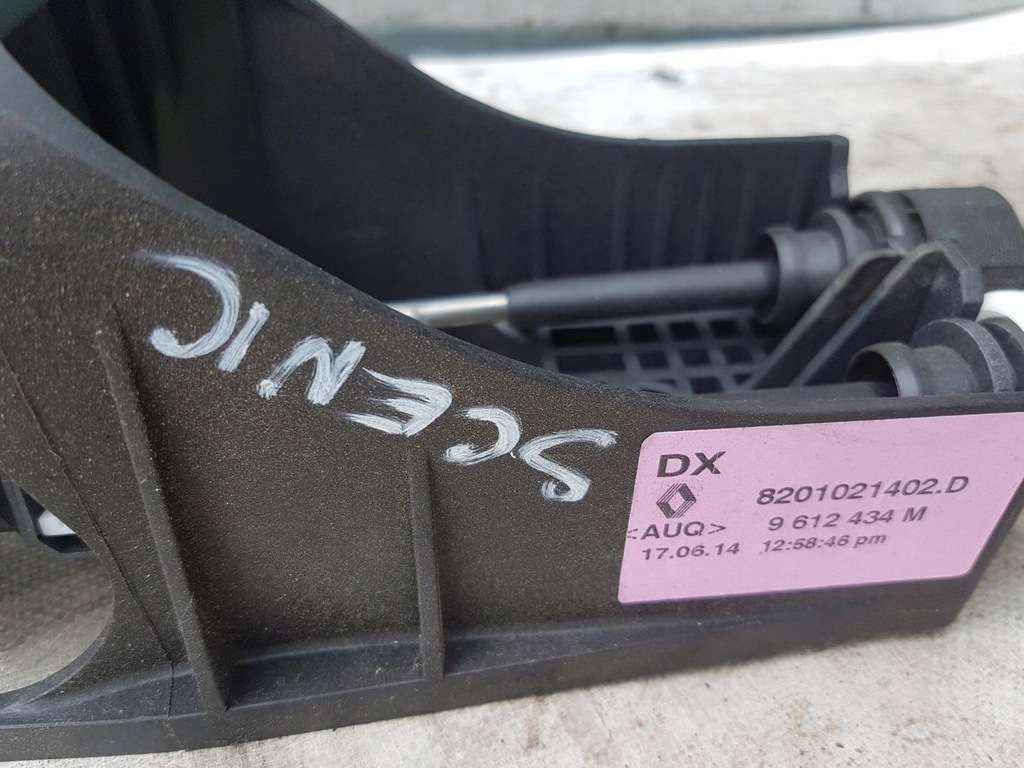 SCENIC
DX
8201021402.D
<AUQ> 9 612 434 M
17.06.14 12:58:46 pm